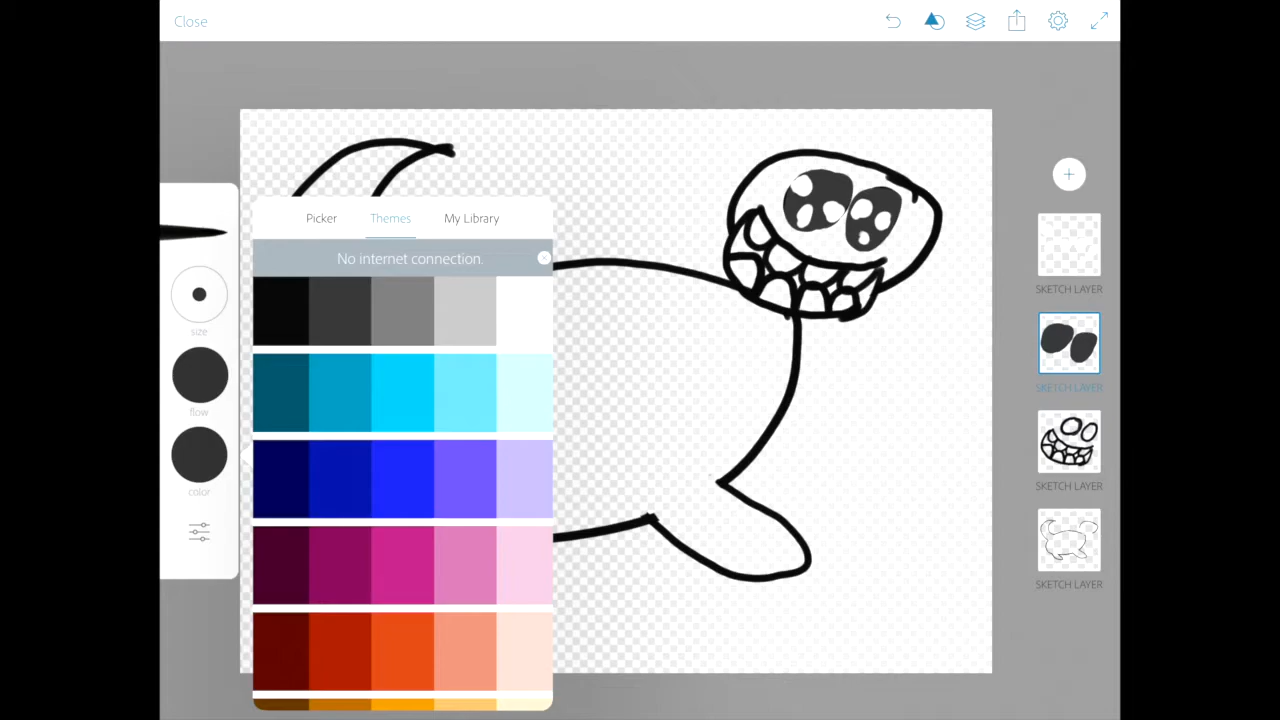 Close
Picker Themes My Library
No internet connection.
size
flow
color
SKETCH LAYER
SKETCH LAYER
SKETCH LAYER
SKETCH LAYER